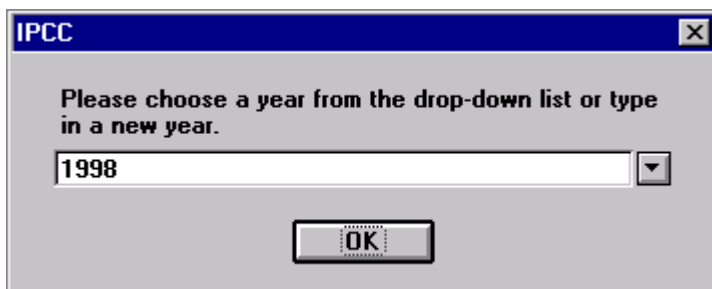 IPCC
Please choose a year from the drop-down list or type
in a new year.
1998
OK